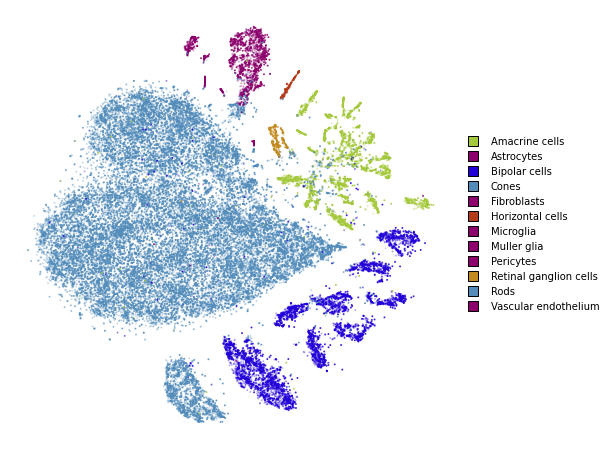 Amacrine cells
Astrocytes
Bipolar cells
Cones
Fibroblasts
Horizontal cells
Microglia
Muller glia
Pericytes
Retinal ganglion cells
Rods
Vascular endothelium